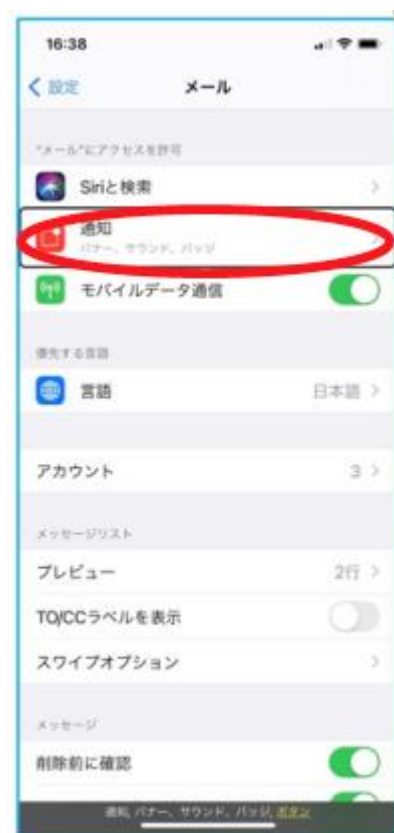 16:38
設定
メール
"メール"にアクセスを許可
Siriと検索
通知
バナー、サウンド、バッジ
モバイルデータ通信
優先する言語
言語
日本語
アカウント
3
メッセージリスト
プレビュー
2行
TO/CCラベルを表示
スワイプオプション
メッセージ
削除前に確認
通知, バナー、サウンド、バッジ, ボタン